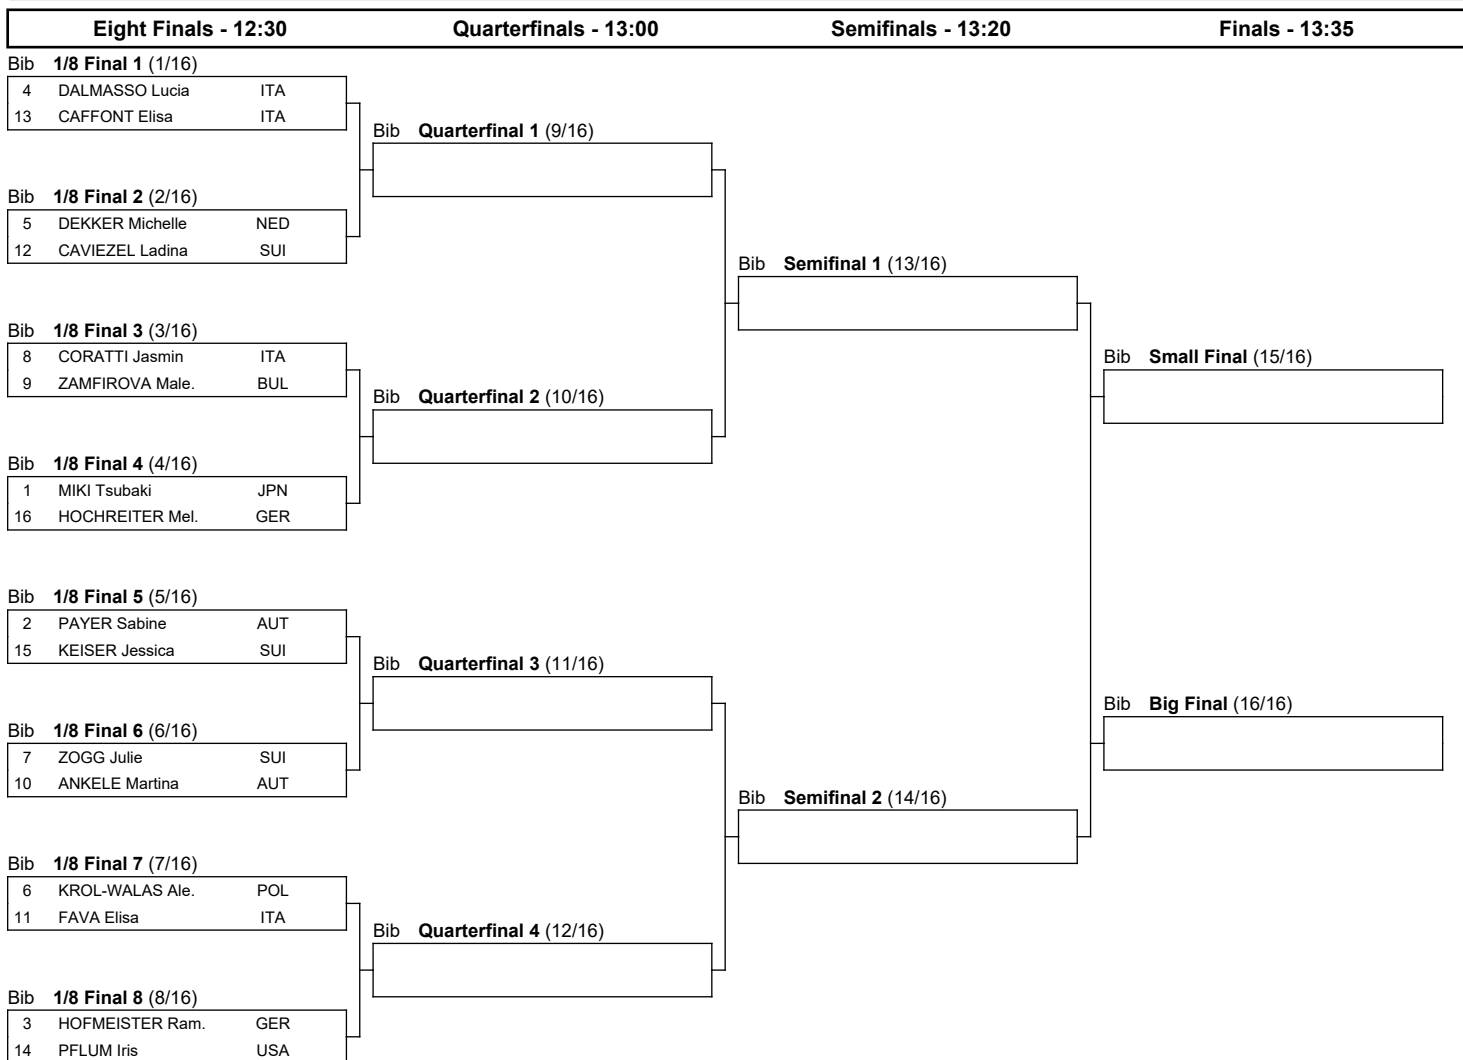 Eight Finals - 12:30 Quarterfinals - 13:00 Semifinals - 13:20 Finals - 13:35
Bib 1/8 Final 1 (1/16)
4 DALMASSO Lucia ITA
13 CAFFONT Elisa ITA
Bib Quarterfinal 1 (9/16)
Bib 1/8 Final 2 (2/16)
5 DEKKER Michelle NED
12 CAVIEZEL Ladina SUI
Bib Semifinal 1 (13/16)
Bib 1/8 Final 3 (3/16)
8 CORATTI Jasmin ITA
Bib Small Final (15/16)
9 ZAMFIROVA Male. BUL
Bib Quarterfinal 2 (10/16)
Bib 1/8 Final 4 (4/16)
1 MIKI Tsubaki JPN
16 HOCHREITER Mel. GER
Bib 1/8 Final 5 (5/16)
2 PAYER Sabine AUT
15 KEISER Jessica SUI
Bib Quarterfinal 3 (11/16)
Bib Big Final (16/16)
Bib 1/8 Final 6 (6/16)
7 ZOGG Julie SUI
10 ANKELE Martina AUT
Bib Semifinal 2 (14/16)
Bib 1/8 Final 7 (7/16)
6 KROL-WALAS Ale. POL
11 FAVA Elisa ITA
Bib Quarterfinal 4 (12/16)
Bib 1/8 Final 8 (8/16)
3 HOFMEISTER Ram. GER
14 PFLUM Iris USA